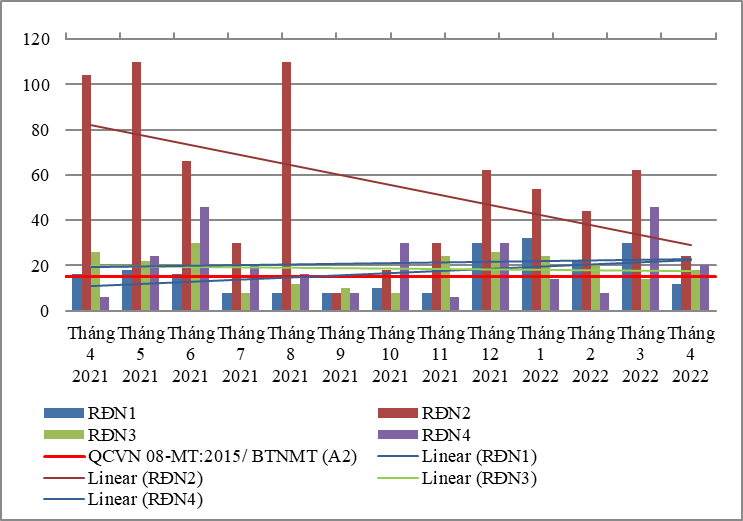 120
100
80
60
40
20
0
Tháng Tháng Tháng Tháng Tháng Tháng Tháng Tháng Tháng Tháng Tháng Tháng Tháng
4 5 6 7 8 9 10 11 12 1 2 3 4
2021 2021 2021 2021 2021 2021 2021 2021 2021 2022 2022 2022 2022
RĐN1 RĐN2
RĐN3 RĐN4
QCVN 08-MT:2015/ BTNMT (A2) Linear (RĐN1)
Linear (RĐN2) Linear (RĐN3)
Linear (RĐN4)